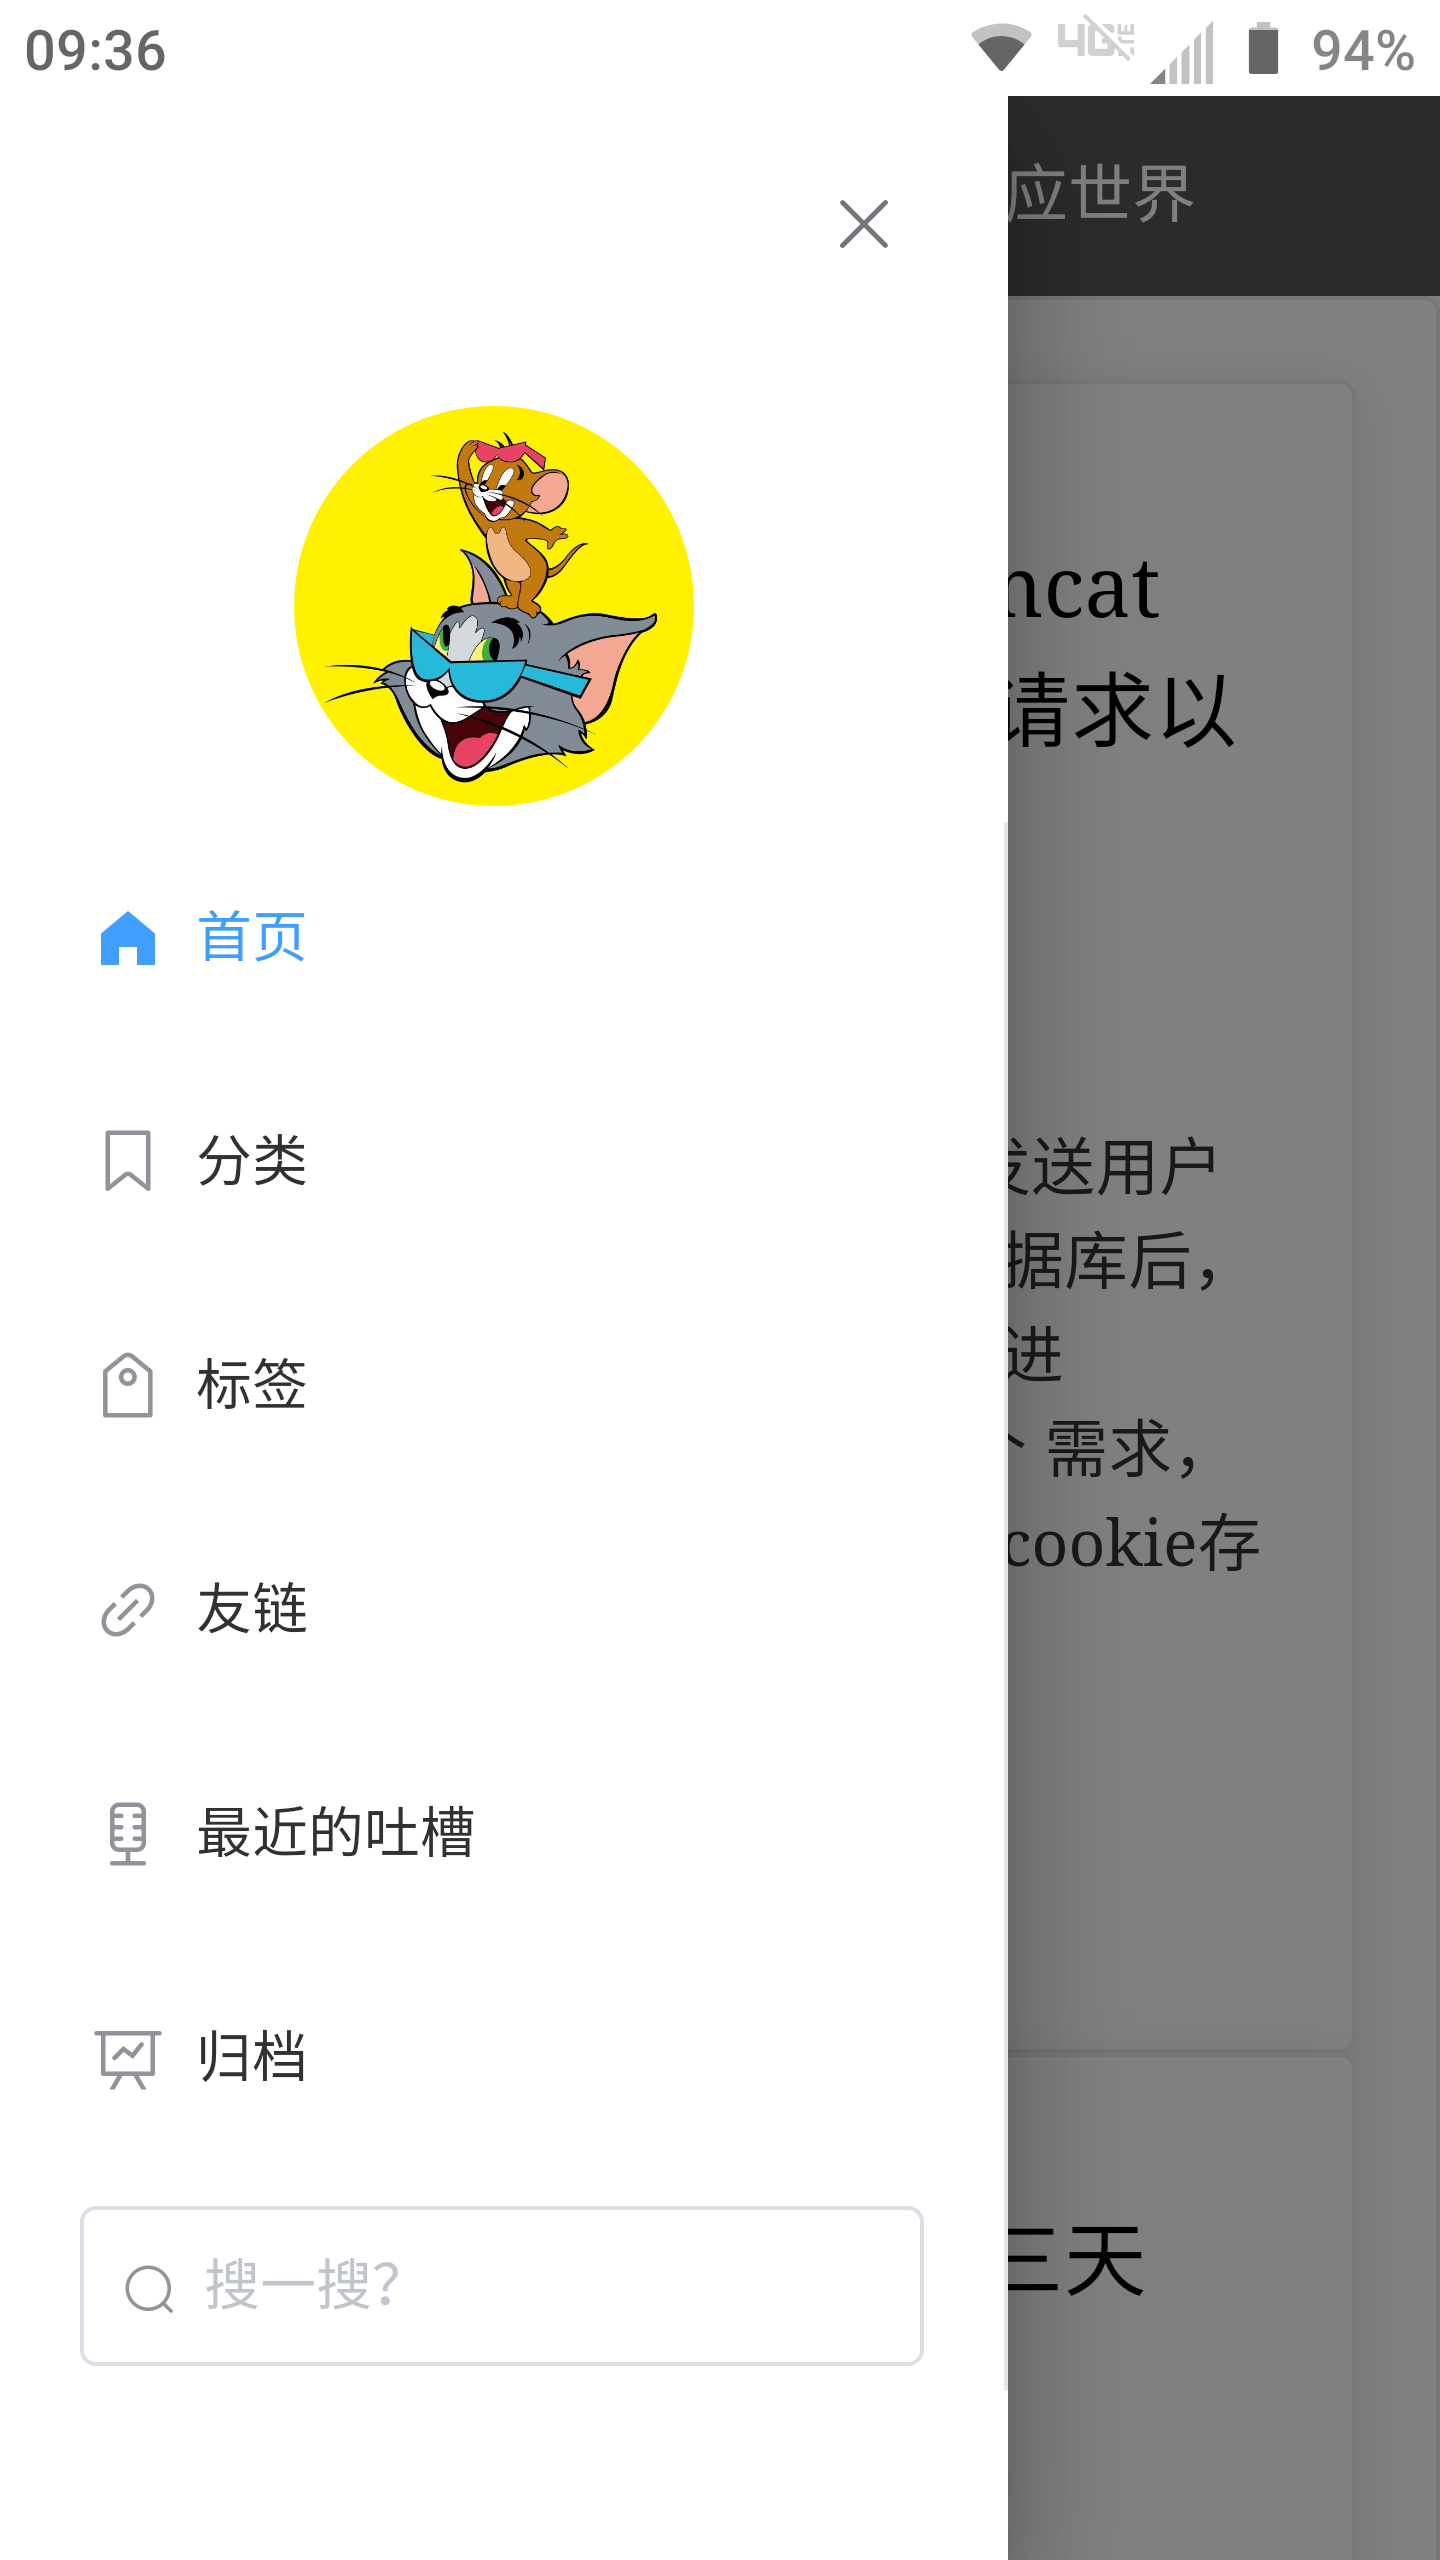 09:36 94%
应世界
ncat
请求以
首页
分类
发送用户
据库后，
标签
进
个 需求，
cookie存
友链
最近的吐槽
归档
三天
搜一搜?